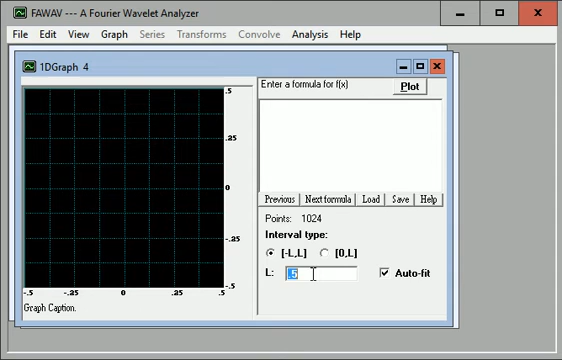 FAWAV --- A Fourier Wavelet Analyzer
File Edit View Graph Series Transforms Convolve Analysis Help
1DGraph 4
Enter a formula for f(x) Plot
.5
.25
0
-.25
-.5
-.5 -.25 0 .25 .5
Graph Caption.
Previous Next formula Load Save Help
Points: 1024
Interval type:
[-L,L] [0,L]
L: .5 Auto-fit